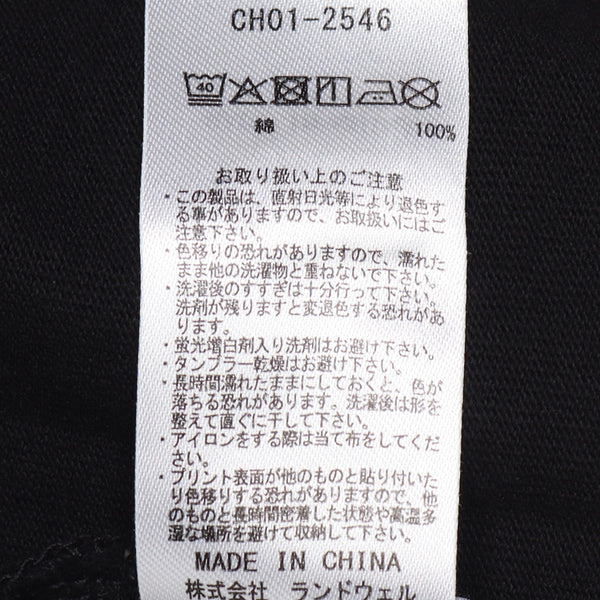 CH01-2546
40
綿 100%
お取り扱い上のご注意
・この製品は、直射日光等により退色す
る事がありますので、お取扱いにはご
注意下さい。
・色移りの恐れがありますので、濡れた
まま他の洗濯物と重ねないで下さい。
・洗濯後のすすぎは十分行って下さい。
洗剤が残りますと変退色する恐れがあ
ります。
・蛍光増白剤入り洗剤はお避け下さい。
・タンブラー乾燥はお避け下さい。
・長時間濡れたままにしておくと、色が
落ちる恐れがあります。洗濯後は形を
整えて直ぐに干して下さい。
・アイロンをする際は当て布をしてくだ
さい。
・プリント表面が他のものと貼り付いた
り色移りする恐れがありますので、他
のものと長時間密着した状態や高温多
湿な場所を避けて収納して下さい。
MADE IN CHINA
株式会社 ランドウェル